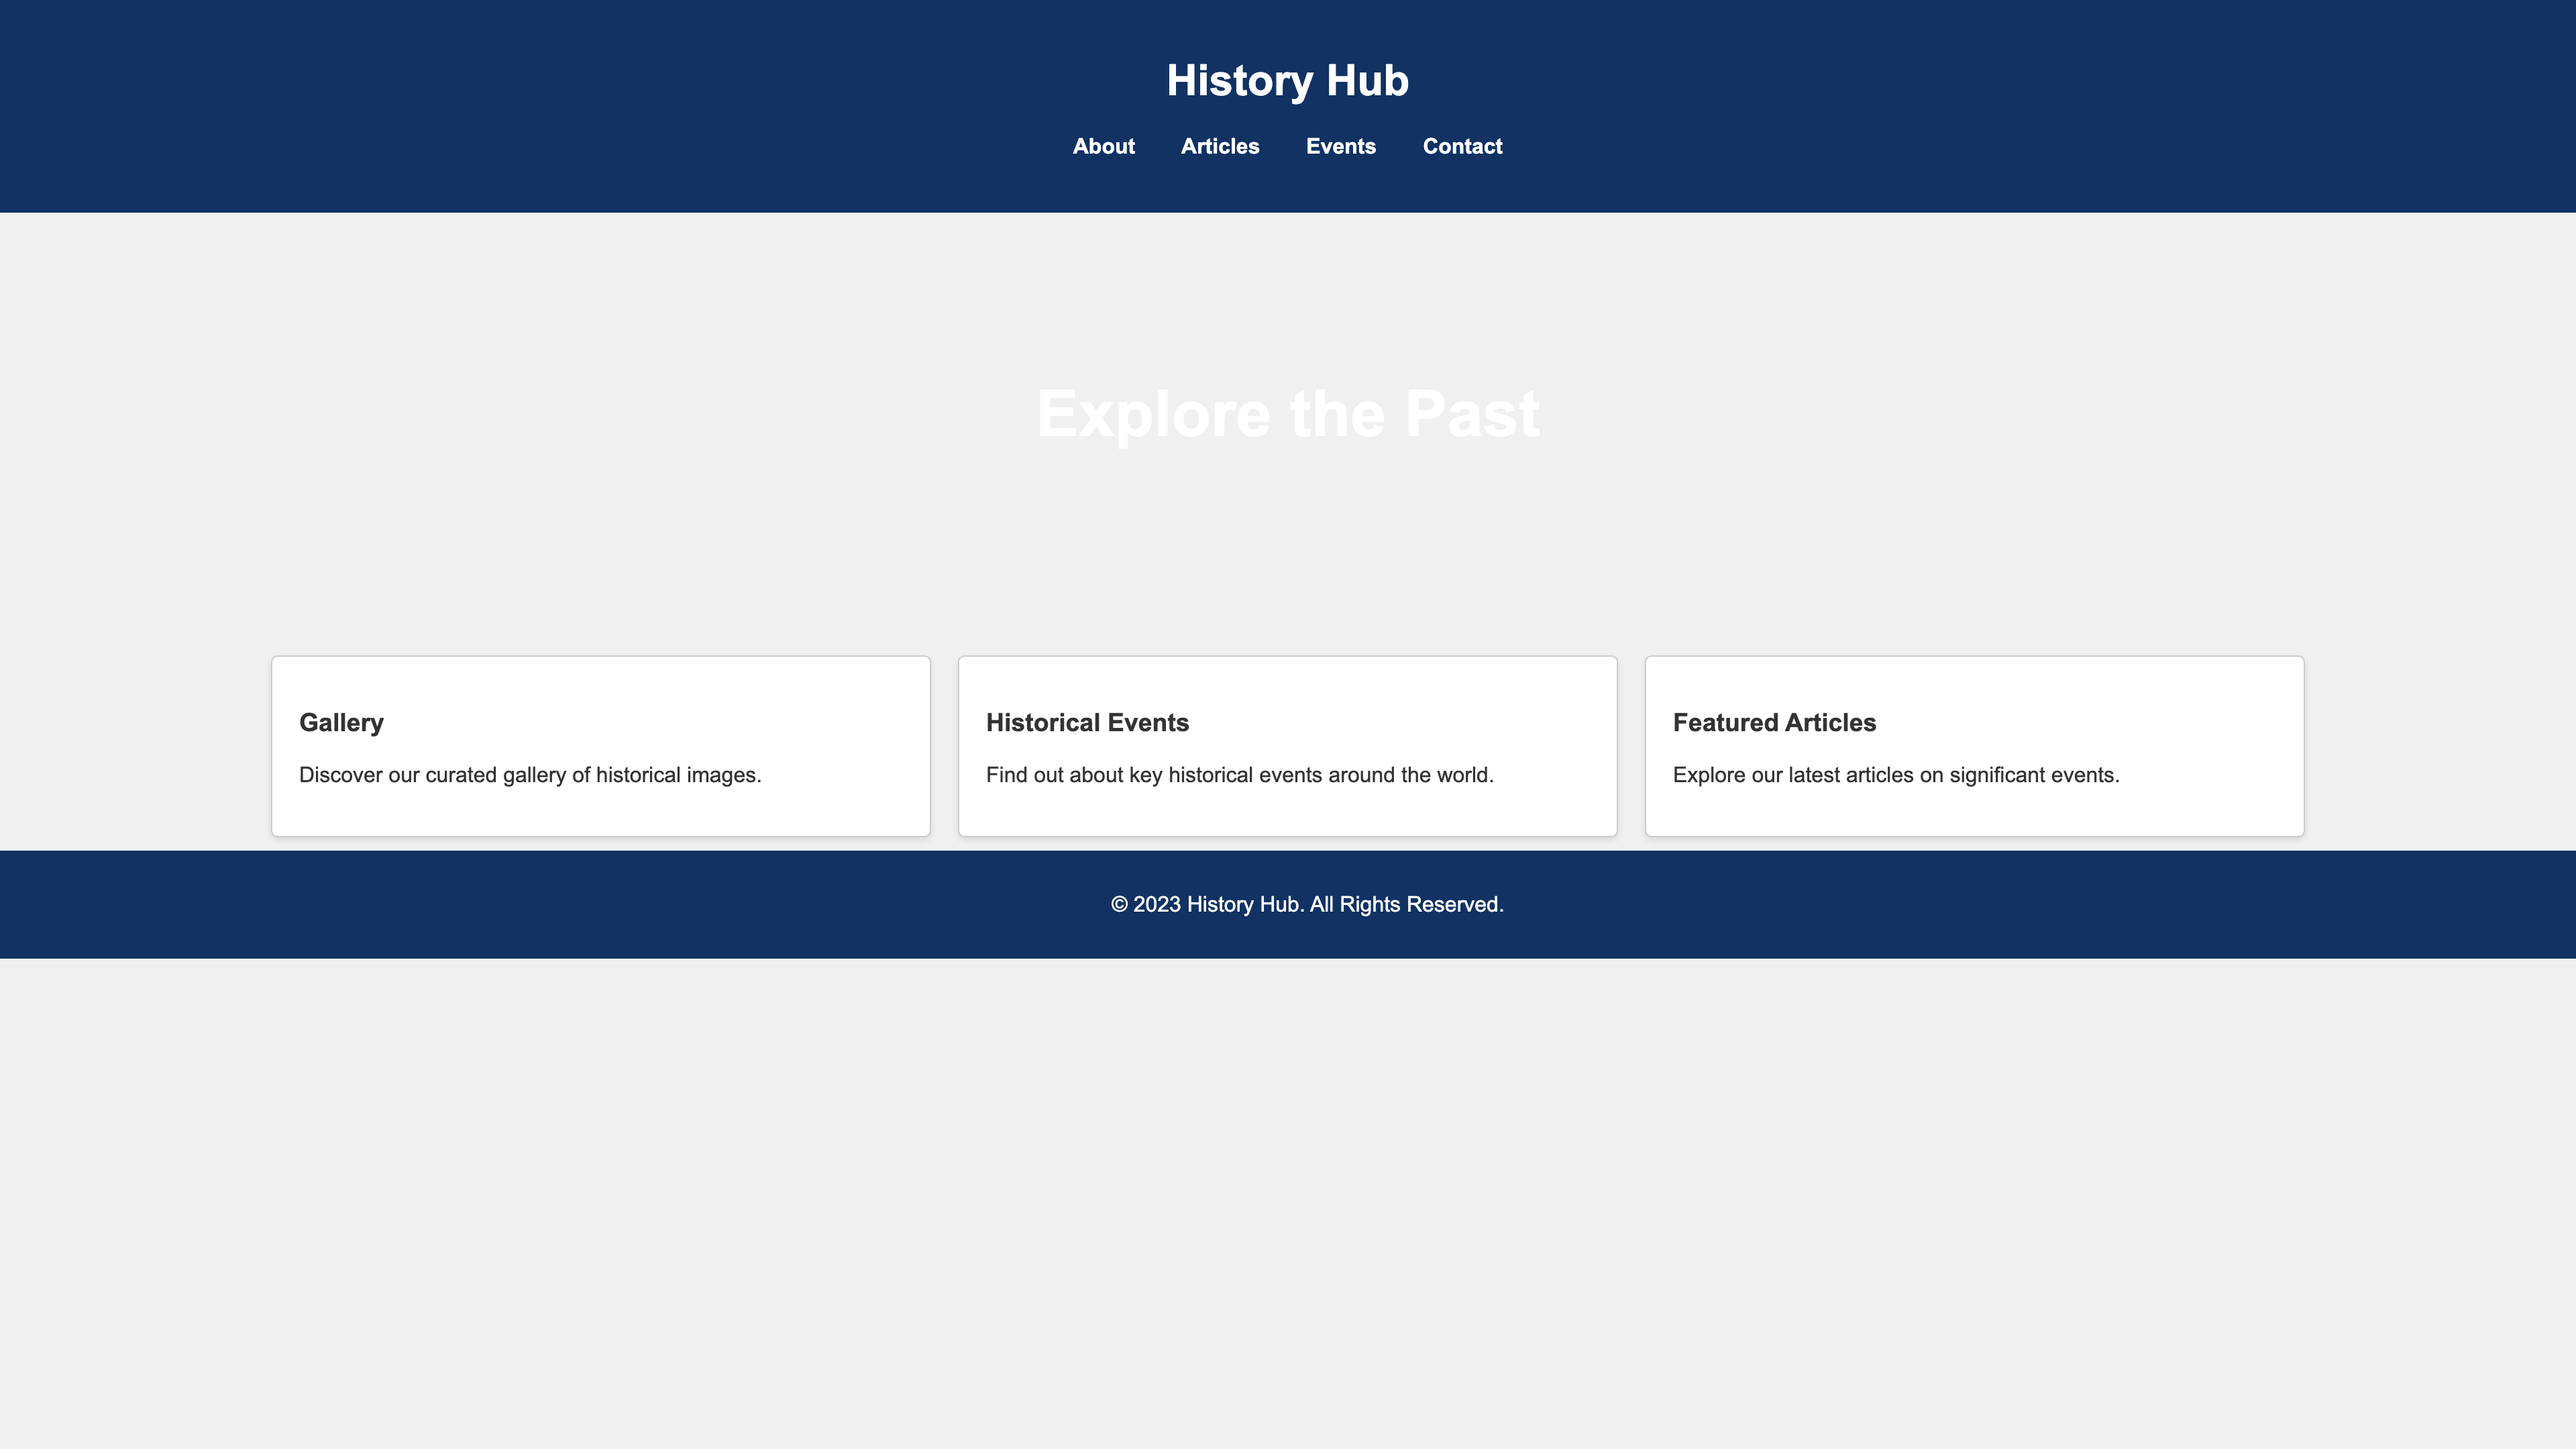 History Hub
About Articles Events Contact
Explore the Past
Gallery
Discover our curated gallery of historical images.
Historical Events
Find out about key historical events around the world.
Featured Articles
Explore our latest articles on significant events.
© 2023 History Hub. All Rights Reserved.